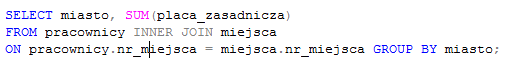 SELECT miasto, SUM(placa_zasadnicza)
FROM pracownicy INNER JOIN miejsca
ON pracownicy.nr_miejsca = miejsca.nr_miejsca GROUP BY miasto;